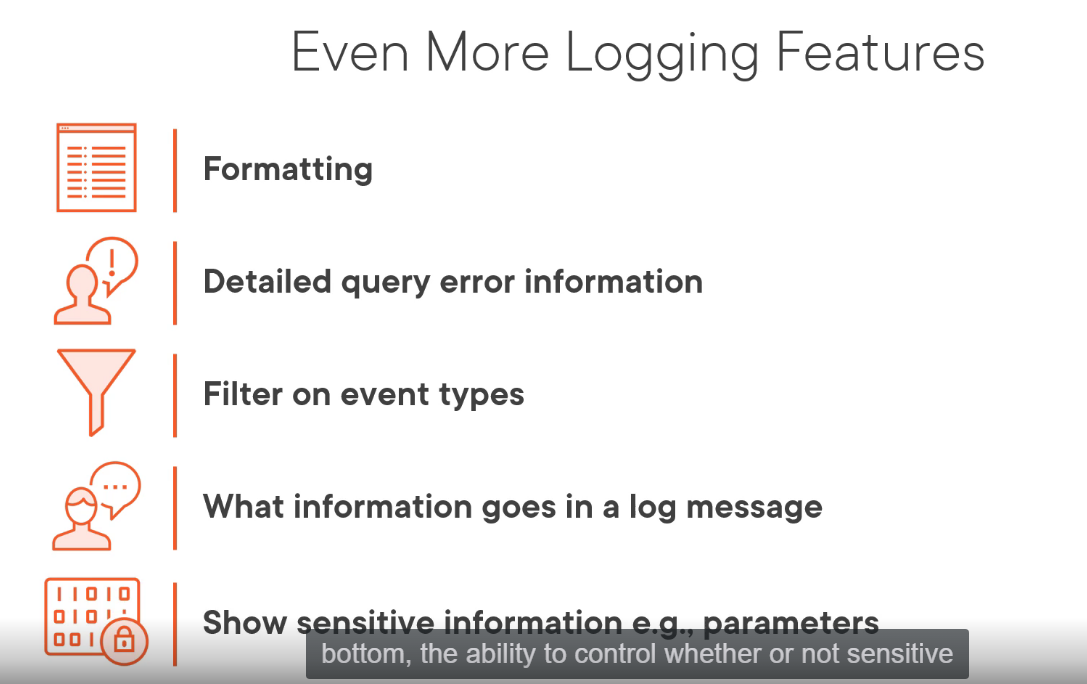 Even More Logging Features
Formatting
Detailed query error information
Filter on event types
What information goes in a log message
Show sensitive information e.g., parameters
bottom, the ability to control whether or not sensitive